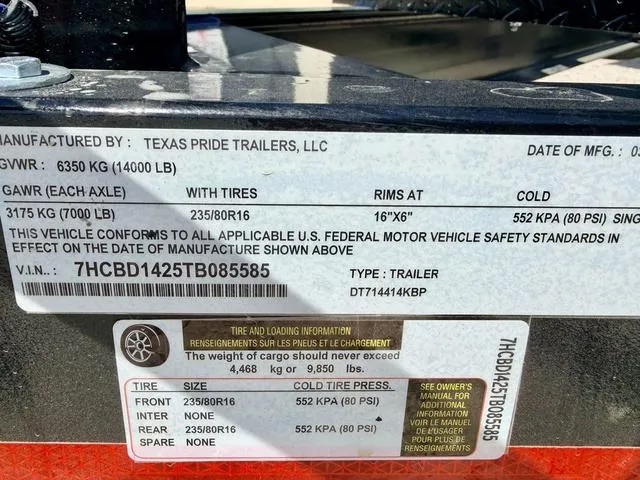 MANUFACTURED BY : TEXAS PRIDE TRAILERS, LLC DATE OF MFG. : 03
GVWR : 6350 KG (14000 LB)
GAWR (EACH AXLE) WITH TIRES RIMS AT COLD
3175 KG (7000 LB) 235/80R16 16"X6" 552 KPA (80 PSI) SING
THIS VEHICLE CONFORMS TO ALL APPLICABLE U.S. FEDERAL MOTOR VEHICLE SAFETY STANDARDS IN
EFFECT ON THE DATE OF MANUFACTURE SHOWN ABOVE
V.I.N.. : 7HCBD1425TB085585 TYPE : TRAILER
DT714414KBP
TIRE AND LOADING INFORMATION
RENSEIGNEMENTS SUR LES PNEUS ET LE CHARGEMENT
The weight of cargo should never exceed
4,468 kg or 9,850 lbs.
TIRE SIZE COLD TIRE PRESS.
FRONT 235/80R16 552 KPA (80 PSI)
INTER NONE
REAR 235/80R16 552 KPA (80 PSI)
SPARE NONE
SEE OWNER'S
MANUAL FOR
ADDITIONAL
INFORMATION
VOIR LE MANUEL
DE L'USAGER
POUR PLUS DE
RENSEIGNEMENTS
7HCBD1425TB085585